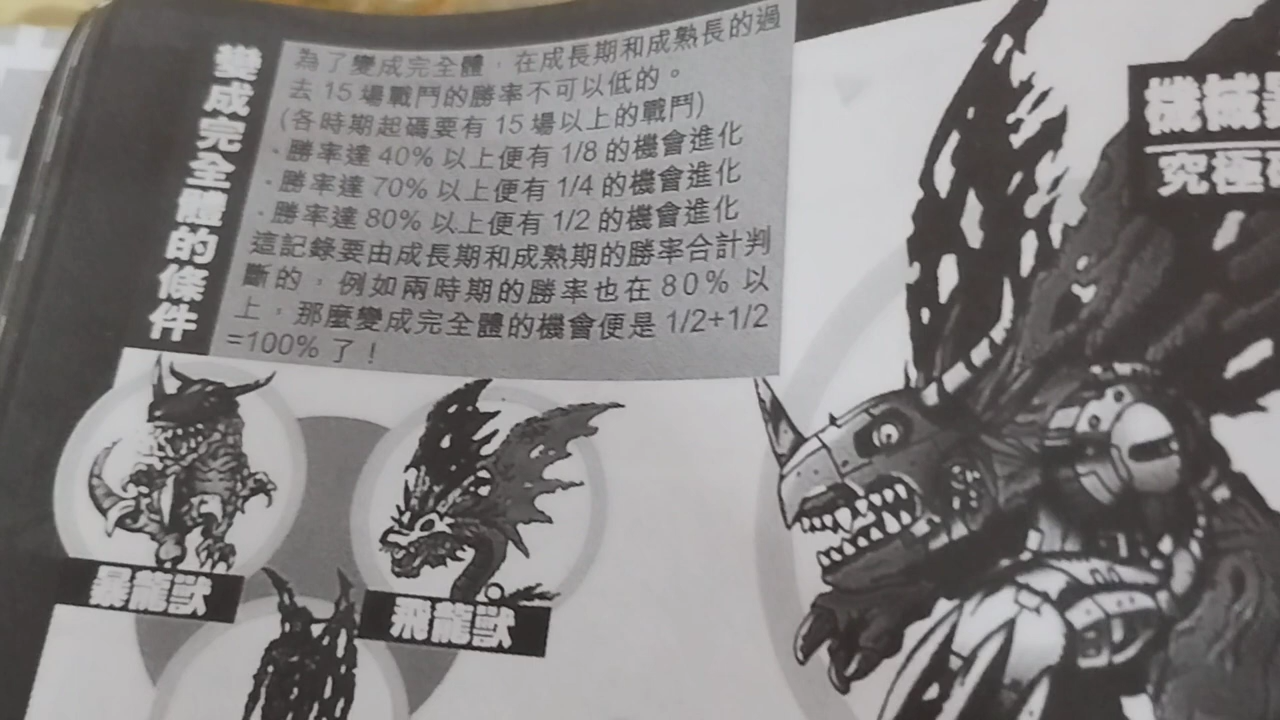 變成完全體的條件
為了變成完全體，在成長期和成熟長的過
去 15 場戰鬥的勝率不可以低的。
(各時期起碼要有 15 場以上的戰鬥)
·勝率達 40% 以上便有 1/8 的機會進化
·勝率達 70% 以上便有 1/4 的機會進化
·勝率達 80% 以上便有 1/2 的機會進化
這記錄要由成長期和成熟期的勝率合計判
斷的，例如兩時期的勝率也在 80% 以
上，那麼變成完全體的機會便是 1/2+1/2
=100% 了！
暴龍獸
飛龍獸
機械
究極